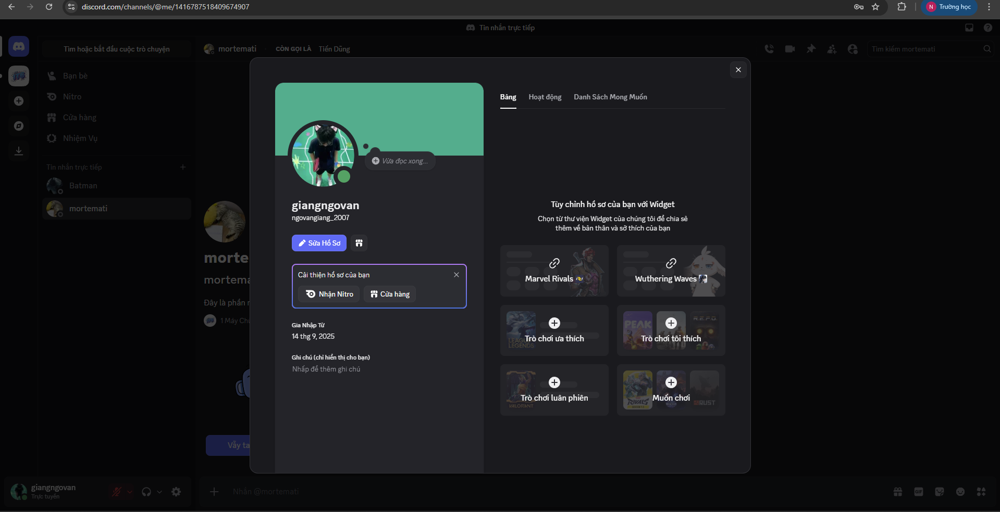 discord.com/channels/@me/1416787518409674907
N Trường học
Tin nhắn trực tiếp
Tìm hoặc bắt đầu cuộc trò chuyện
mortemati
CÒN GỌI LÀ
Tiến Dũng
Tìm kiếm mortemati
Bạn bè
Nitro
Cửa hàng
Nhiệm Vụ
Tin nhắn trực tiếp
Batman
mortemati
morte
mortema
Đây là phần
1 Máy Ch
Vẫy ta
giangngovan
Trực tuyến
Nhắn @mortemati
GIF
Vừa đọc xong...
giangngovan
ngovangiang_2007
Sửa Hồ Sơ
Cải thiện hồ sơ của bạn
Nhận Nitro
Cửa hàng
Gia Nhập Từ
14 thg 9, 2025
Ghi chú (chỉ hiển thị cho bạn)
Nhấp để thêm ghi chú
Bảng
Hoạt động
Danh Sách Mong Muốn
Tùy chỉnh hồ sơ của bạn với Widget
Chọn từ thư viện Widget của chúng tôi để chia sẻ
thêm về bản thân và sở thích của bạn
Marvel Rivals
Wuthering Waves
LEAGUE
LEGENDS
Trò chơi ưa thích
PEAK
R.E.P.O.
Trò chơi tôi thích
VALORANT
Trò chơi luân phiên
RIVALS
RUST
Muốn chơi